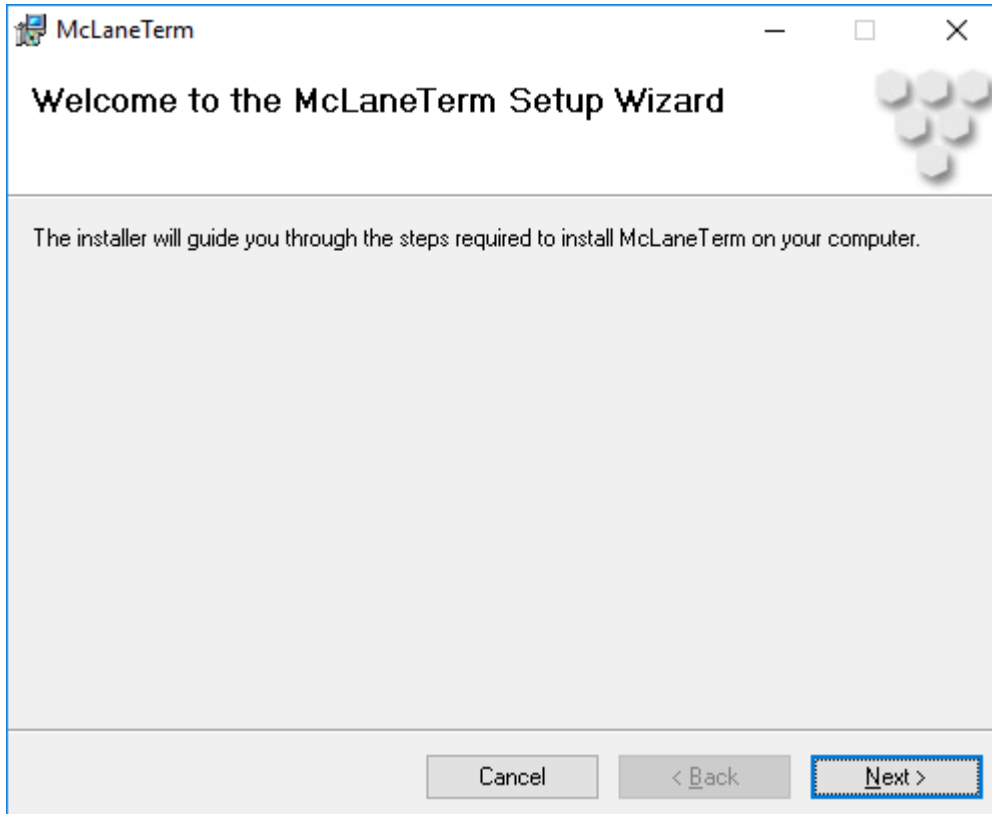 McLaneTerm
Welcome to the McLaneTerm Setup Wizard
The installer will guide you through the steps required to install McLaneTerm on your computer.
Cancel
< Back
Next >